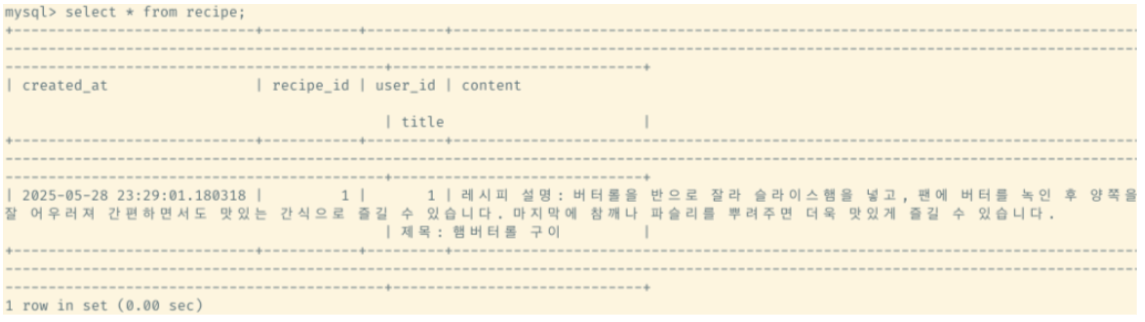 mysql> select * from recipe;
| created_at | recipe_id | user_id | content
| title |
| 2025-05-28 23:29:01.180318 | 1 | 1 | 레시피 설명: 버터롤을 반으로 잘라 슬라이스햄을 넣고, 팬에 버터를 녹인 후 양쪽을
잘 어우러져 간편하면서도 맛있는 간식으로 즐길 수 있습니다. 마지막에 참깨나 파슬리를 뿌려주면 더욱 맛있게 즐길 수 있습니다.
| 제목: 햄버터롤 구이 |
1 row in set (0.00 sec)